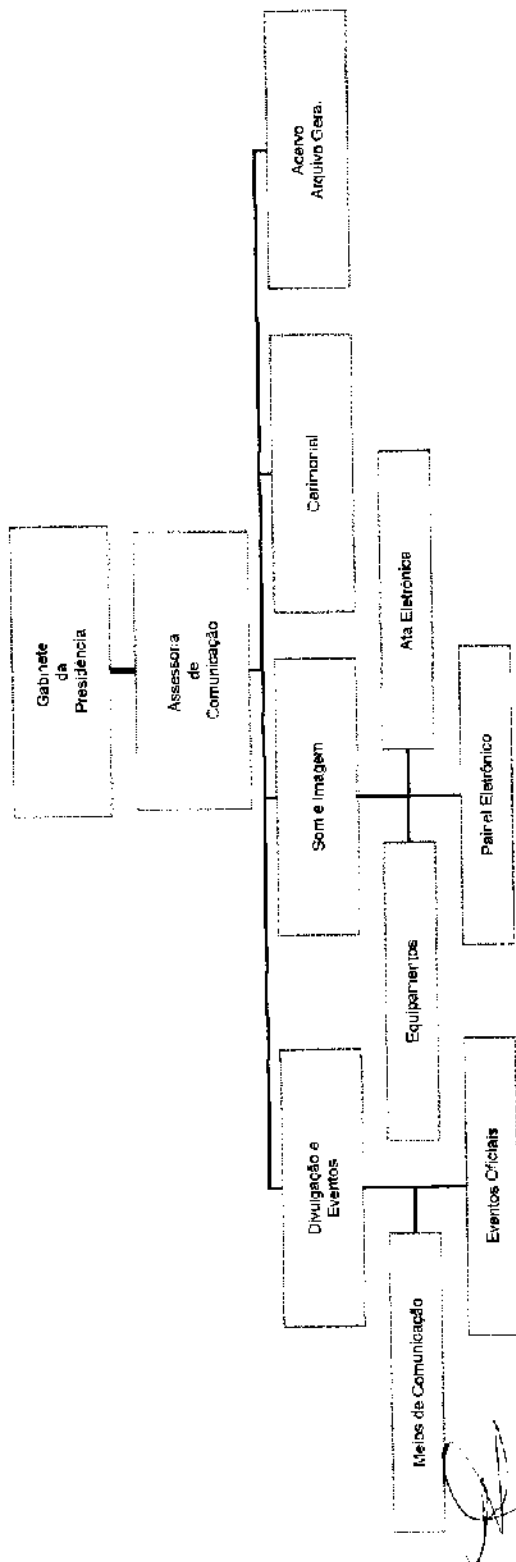 Gabinete
da
Presidência
Assessoria
de
Comunicação
Divulgação e
Eventos
Som e Imagem
Cerimonial
Acervo
Arquivo Gera.
Meios de Comunicação
Equipamentos
Ata Eletrônica
Eventos Oficiais
Painel Eletrônico